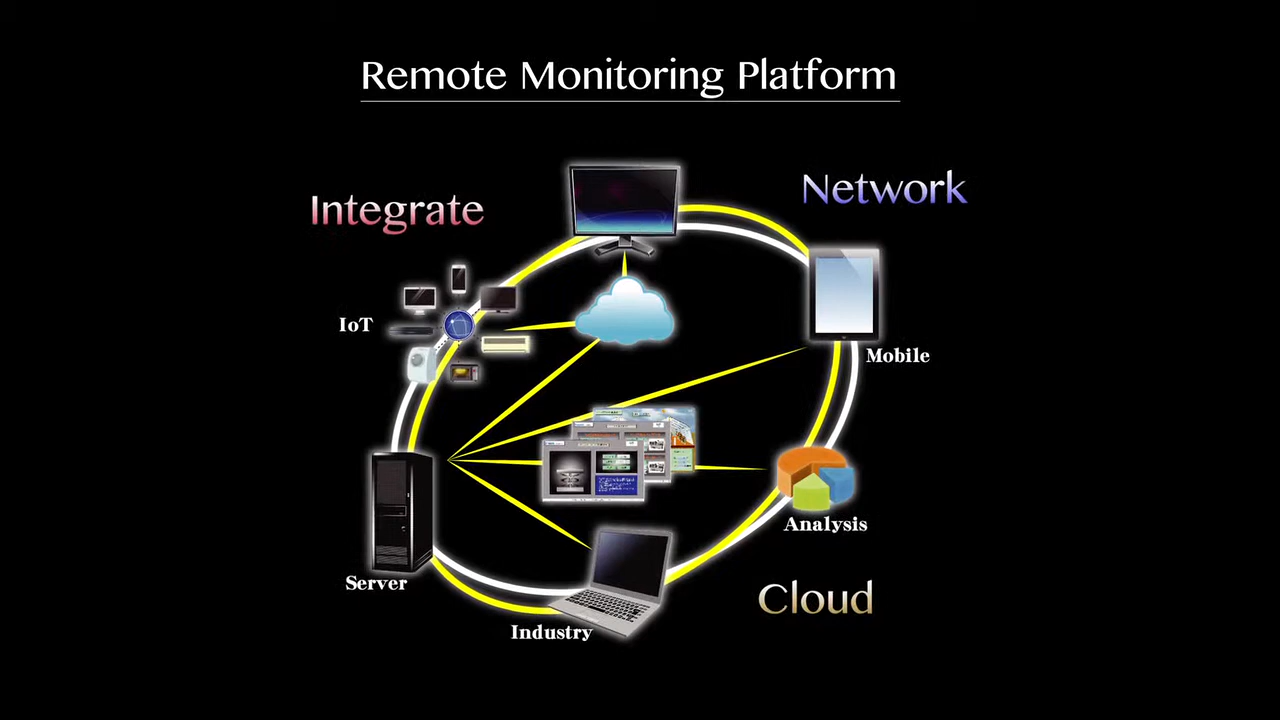 Remote Monitoring Platform
Integrate
Network
IoT
Mobile
Analysis
Server
Cloud
Industry